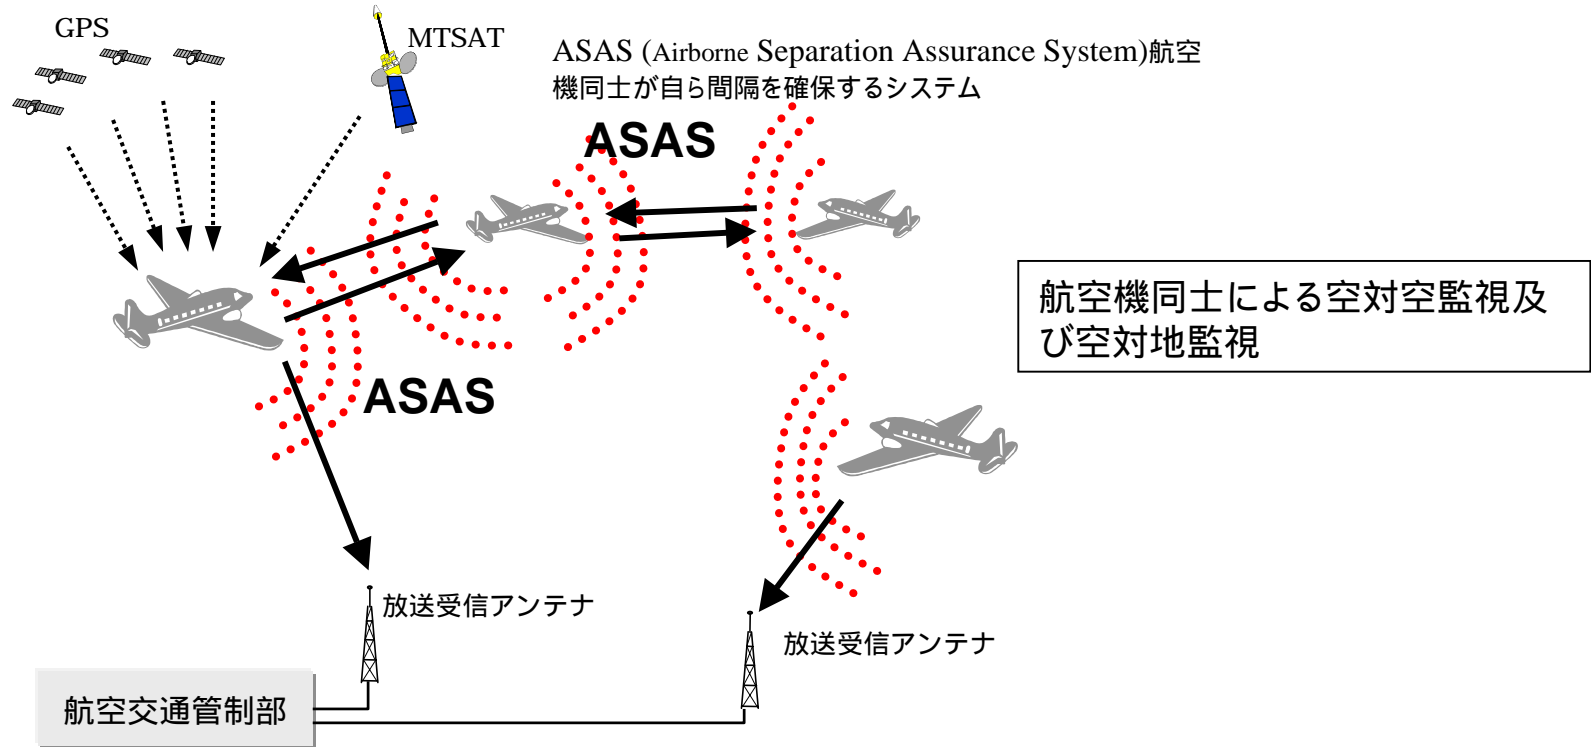 GPS
MTSAT
ASAS (Airborne Separation Assurance System)航空
機同士が自ら間隔を確保するシステム
ASAS
航空機同士による空対空監視及
び空対地監視
ASAS
放送受信アンテナ
放送受信アンテナ
航空交通管制部